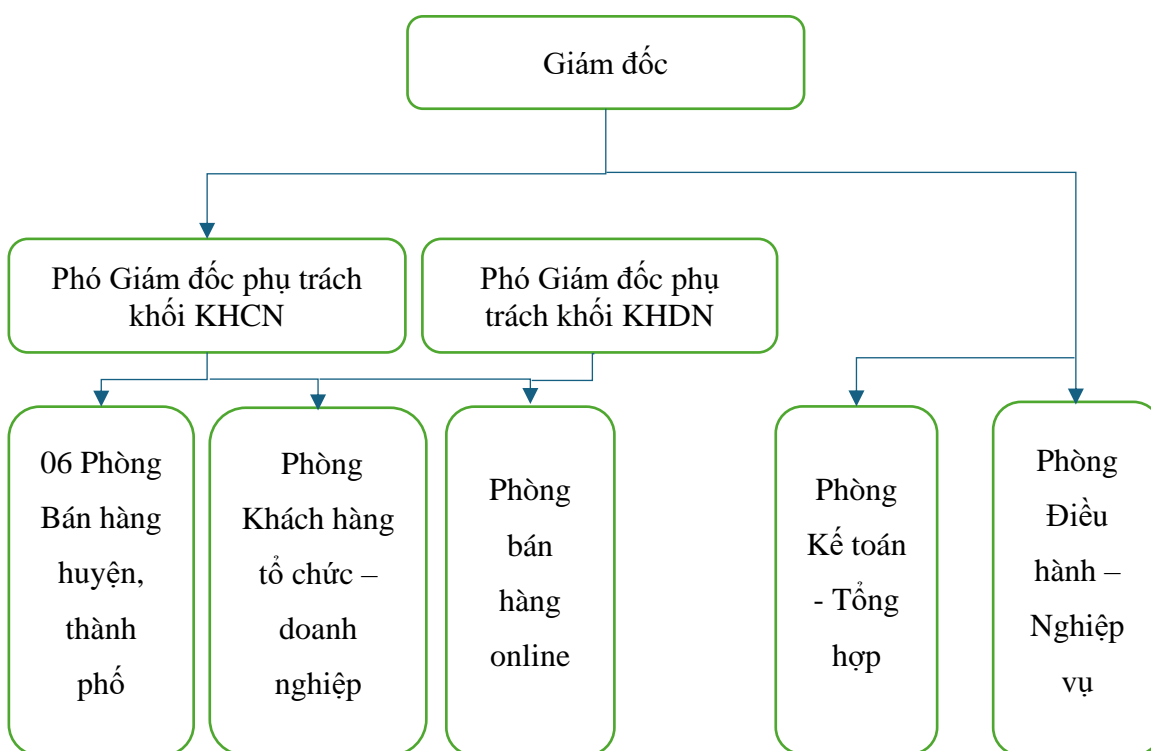 Giám đốc
Phó Giám đốc phụ trách
khối KHCN
Phó Giám đốc phụ
trách khối KHDN
06 Phòng
Bán hàng
huyện,
thành
phố
Phòng
Khách hàng
tổ chức –
doanh
nghiệp
Phòng
bán
hàng
online
Phòng
Kế toán
- Tổng
hợp
Phòng
Điều
hành –
Nghiệp
vụ